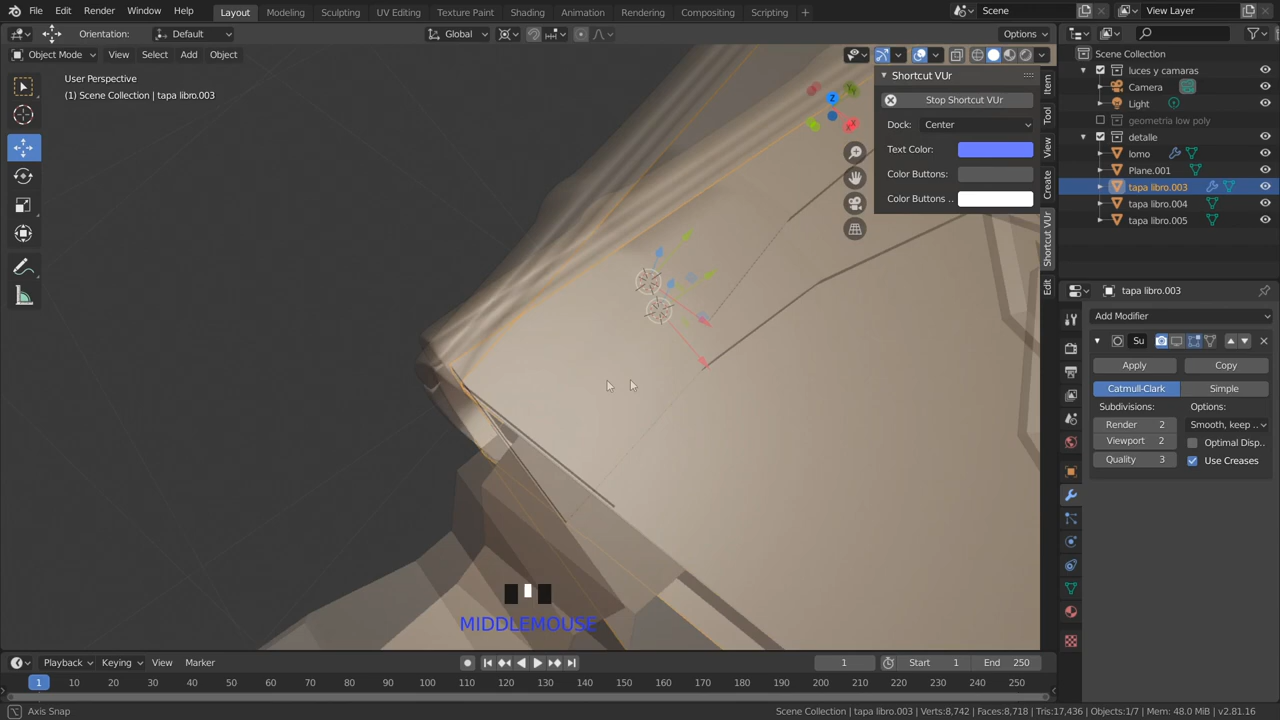 File Edit Render Window Help Layout Modeling Sculpting UV Editing Texture Paint Shading Animation Rendering Compositing Scripting + Scene View Layer
Orientation: Default Global Options
Object Mode View Select Add Object
User Perspective
(1) Scene Collection | tapa libro.003
Shortcut VUr
Stop Shortcut VUr
Dock: Center
Text Color:
Color Buttons:
Color Buttons ..
Z
Y
X
Item
Tool
View
Create
Shortcut VUr
Edit
Scene Collection
luces y camaras
Camera
Light
geometria low poly
detalle
lomo
Plane.001
tapa libro.003
tapa libro.004
tapa libro.005
tapa libro.003
Add Modifier
Su
Apply Copy
Catmull-Clark Simple
Subdivisions: Options:
Render 2 Smooth, keep ..
Viewport 2 Optimal Disp..
Quality 3 Use Creases
MIDDLEMOUSE
Playback Keying View Marker 1 Start 1 End 250
1 10 20 30 40 50 60 70 80 90 100 110 120 130 140 150 160 170 180 190 200 210 220 230 240 250
Axis Snap Scene Collection | tapa libro.003 | Verts:8,742 | Faces:8,718 | Tris:17,436 | Objects:1/7 | Mem: 48.0 MiB | v2.81.16